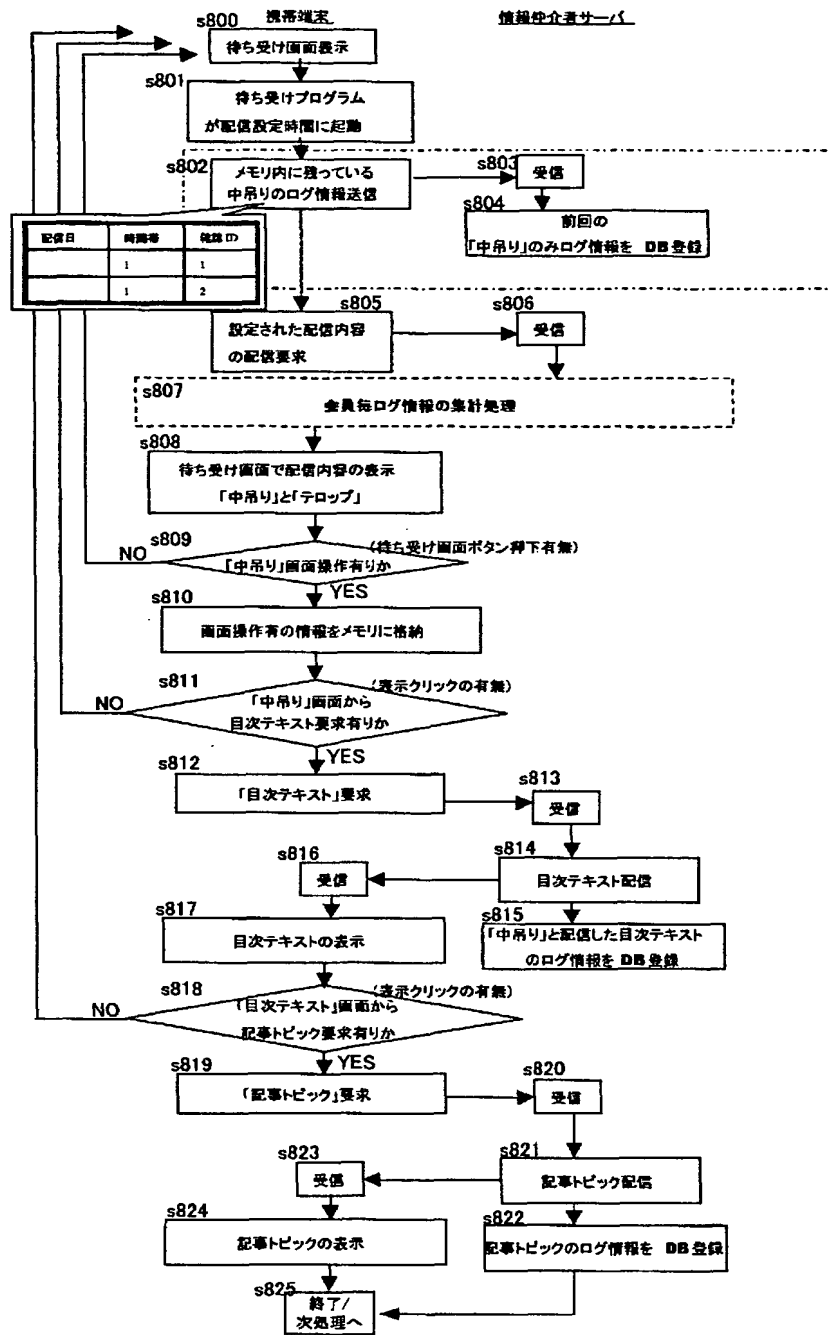 携帯端末
情報仲介者サーバ
s800
待ち受け画面表示
s801
待ち受けプログラム
が配信設定時間に起動
s802
メモリ内に残っている
中吊りのログ情報送信
s803
受信
s804
前回の
「中吊り」のみログ情報を DB登録
配信日 時間帯 確認ID
1 1
1 2
s805
設定された配信内容
の配信要求
s806
受信
s807
会員毎ログ情報の集計処理
s808
待ち受け画面で配信内容の表示
「中吊り」と「テロップ」
s809
(待ち受け画面ボタン押下有無)
NO
「中吊り」画面操作有りか
YES
s810
画面操作有の情報をメモリに格納
s811
(表示クリックの有無)
NO
「中吊り」画面から
目次テキスト要求有りか
YES
s812
「目次テキスト」要求
s813
受信
s814
目次テキスト配信
s815
「中吊り」と配信した目次テキスト
のログ情報を DB登録
s816
受信
s817
目次テキストの表示
s818
(表示クリックの有無)
NO
「目次テキスト」画面から
記事トピック要求有りか
YES
s819
「記事トピック」要求
s820
受信
s821
記事トピック配信
s822
記事トピックのログ情報を DB登録
s823
受信
s824
記事トピックの表示
s825
終了/
次処理へ